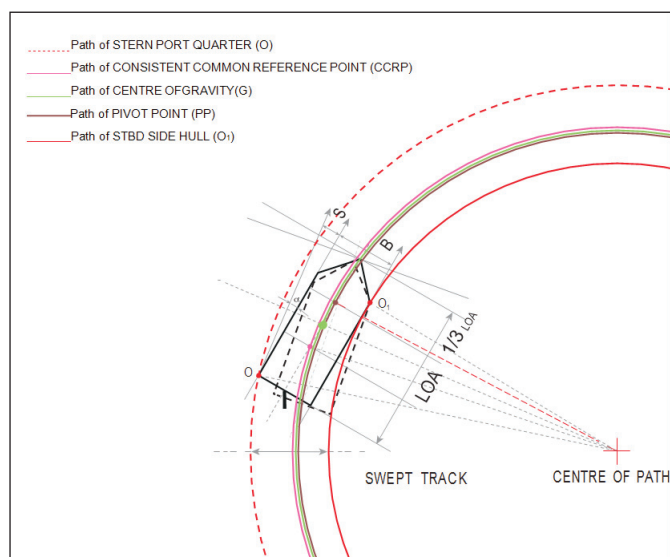 Path of STERN PORT QUARTER (O)
Path of CONSISTENT COMMON REFERENCE POINT (CCRP)
Path of CENTRE OFGRAVITY(G)
Path of PIVOT POINT (PP)
Path of STBD SIDE HULL (O1)
S
B
α
O1
1/3 LOA
LOA
O
SWEPT TRACK
CENTRE OF PATH